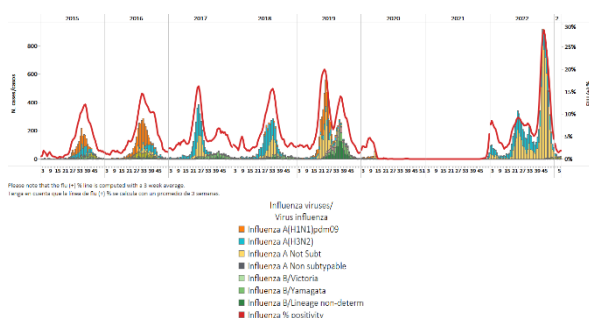 2015 2016 2017 2018 2019 2020 2021 2022 2
30%
800 25%
600 20%
400 15%
10%
200 5%
0 0%
N. cases/casos
3 9 15 21 27 33 39 45 3 9 15 21 27 33 39 45 3 9 15 21 27 33 39 45 3 9 15 21 27 33 39 45 3 9 15 21 27 33 39 45 3 9 15 21 27 33 39 45 3 9 15 21 27 33 39 45 3 9 15 21 27 33 39 45 5
Please note that the flu (+) % line is computed with a 3 week average.
Tenga en cuenta que la línea de flu (+) % se calcula con un promedio de 3 semanas.
Influenza viruses/
Virus influenza
Influenza A(H1N1)pdm09
Influenza A(H3N2)
Influenza A Not Subt
Influenza A Non subtypable
Influenza B/Victoria
Influenza B/Yamagata
Influenza B/Lineage non-determ
Influenza % positivity